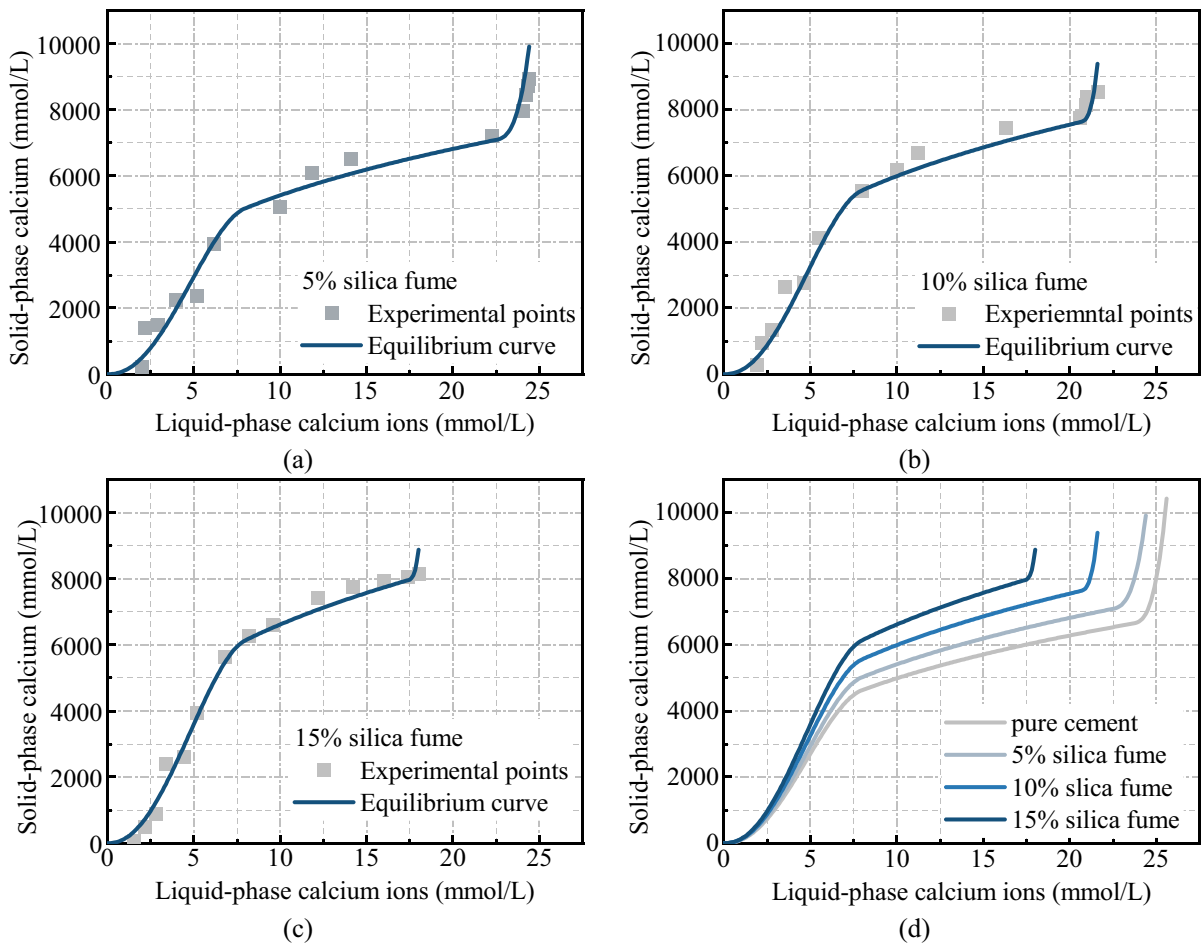 Solid-phase calcium (mmol/L)
10000
8000
6000
4000
2000
0
5% silica fume
Experimental points
Equilibrium curve
0 5 10 15 20 25
Liquid-phase calcium ions (mmol/L)
(a)
Solid-phase calcium (mmol/L)
10000
8000
6000
4000
2000
0
10% silica fume
Experiemntal points
Equilibrium curve
0 5 10 15 20 25
Liquid-phase calcium ions (mmol/L)
(b)
Solid-phase calcium (mmol/L)
10000
8000
6000
4000
2000
0
15% silica fume
Experimental points
Equilibrium curve
0 5 10 15 20 25
Liquid-phase calcium ions (mmol/L)
(c)
Solid-phase calcium (mmol/L)
10000
8000
6000
4000
2000
0
pure cement
5% silica fume
10% slica fume
15% silica fume
0 5 10 15 20 25
Liquid-phase calcium ions (mmol/L)
(d)